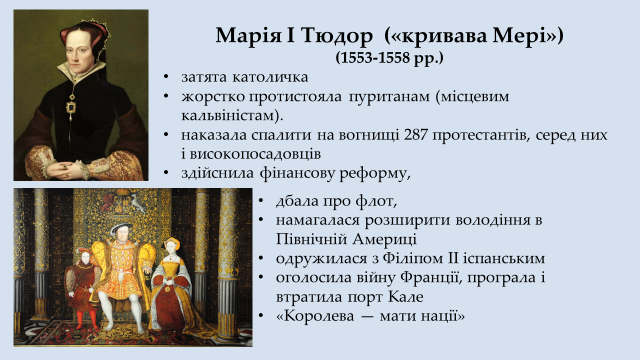 Марія І Тюдор («кривава Мері»)
(1553-1558 рр.)
• затята католичка
• жорстко протистояла пуританам (місцевим
кальвіністам).
• наказала спалити на вогнищі 287 протестантів, серед них
і високопосадовців
• здійснила фінансову реформу,
• дбала про флот,
• намагалася розширити володіння в
Північній Америці
• одружилася з Філіпом ІІ іспанським
• оголосила війну Франції, програла і
втратила порт Кале
• «Королева — мати нації»